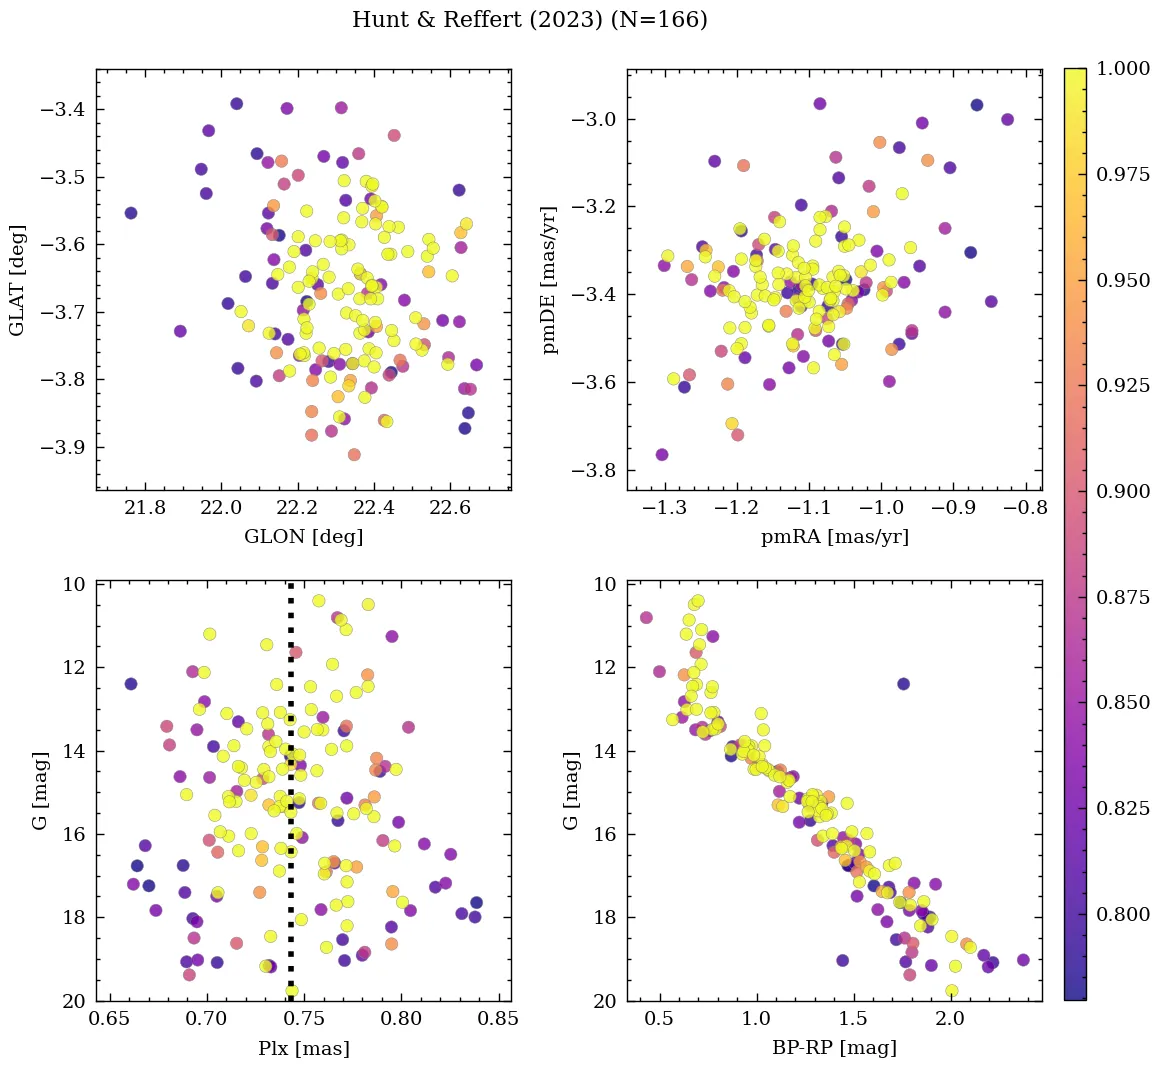 Hunt & Reffert (2023) (N=166)
−3.4
−3.5
−3.6
−3.7
−3.8
−3.9
GLAT [deg]
21.8 22.0 22.2 22.4 22.6
GLON [deg]
−3.0
−3.2
−3.4
−3.6
−3.8
pmDE [mas/yr]
−1.3 −1.2 −1.1 −1.0 −0.9 −0.8
pmRA [mas/yr]
10
12
14
16
18
20
G [mag]
0.65 0.70 0.75 0.80 0.85
Plx [mas]
10
12
14
16
18
20
G [mag]
0.5 1.0 1.5 2.0
BP-RP [mag]
1.000
0.975
0.950
0.925
0.900
0.875
0.850
0.825
0.800